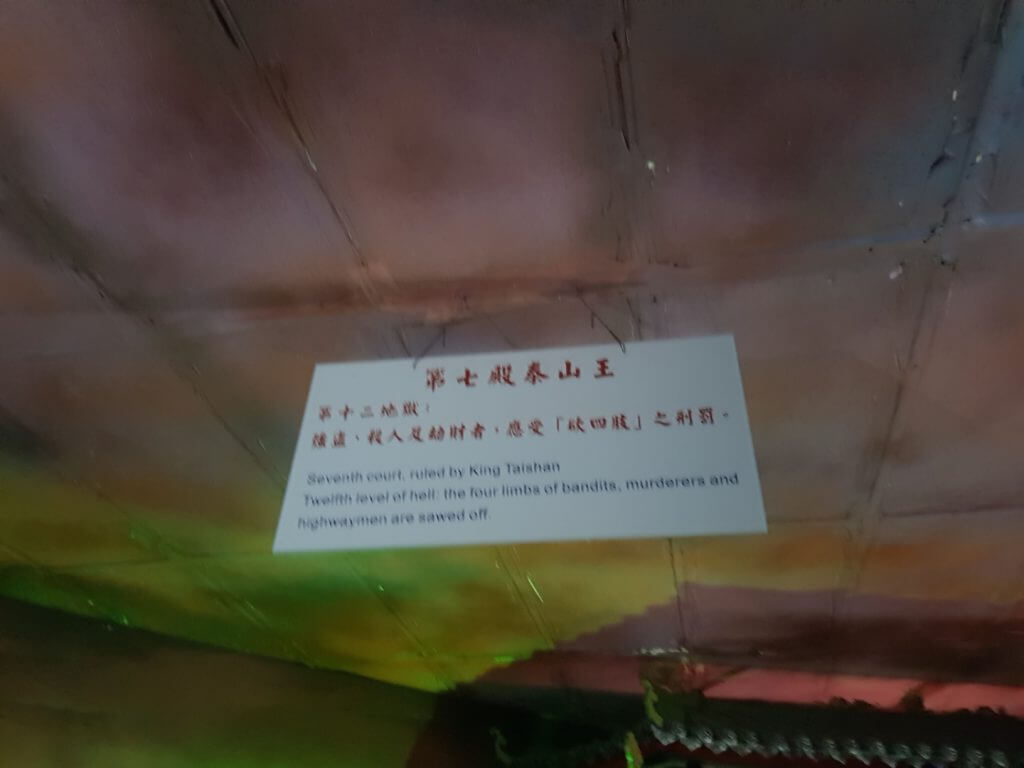 第七殿泰山王
第十二地獄：
強盜、殺人及劫財者，應受「砍四肢」之刑罰。
Seventh court, ruled by King Taishan
Twelfth level of hell: the four limbs of bandits, murderers and
highwaymen are sawed off.